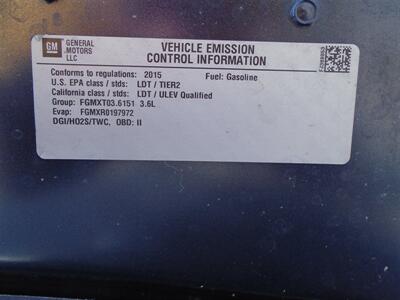 GM GENERAL MOTORS LLC
VEHICLE EMISSION
CONTROL INFORMATION
Conforms to regulations: 2015 Fuel: Gasoline
U.S. EPA class / stds: LDT / TIER2
California class / stds: LDT / ULEV Qualified
Group: FGMXT03.6151 3.6L
Evap: FGMXR0197972
DGI/HO2S/TWC, OBD: II